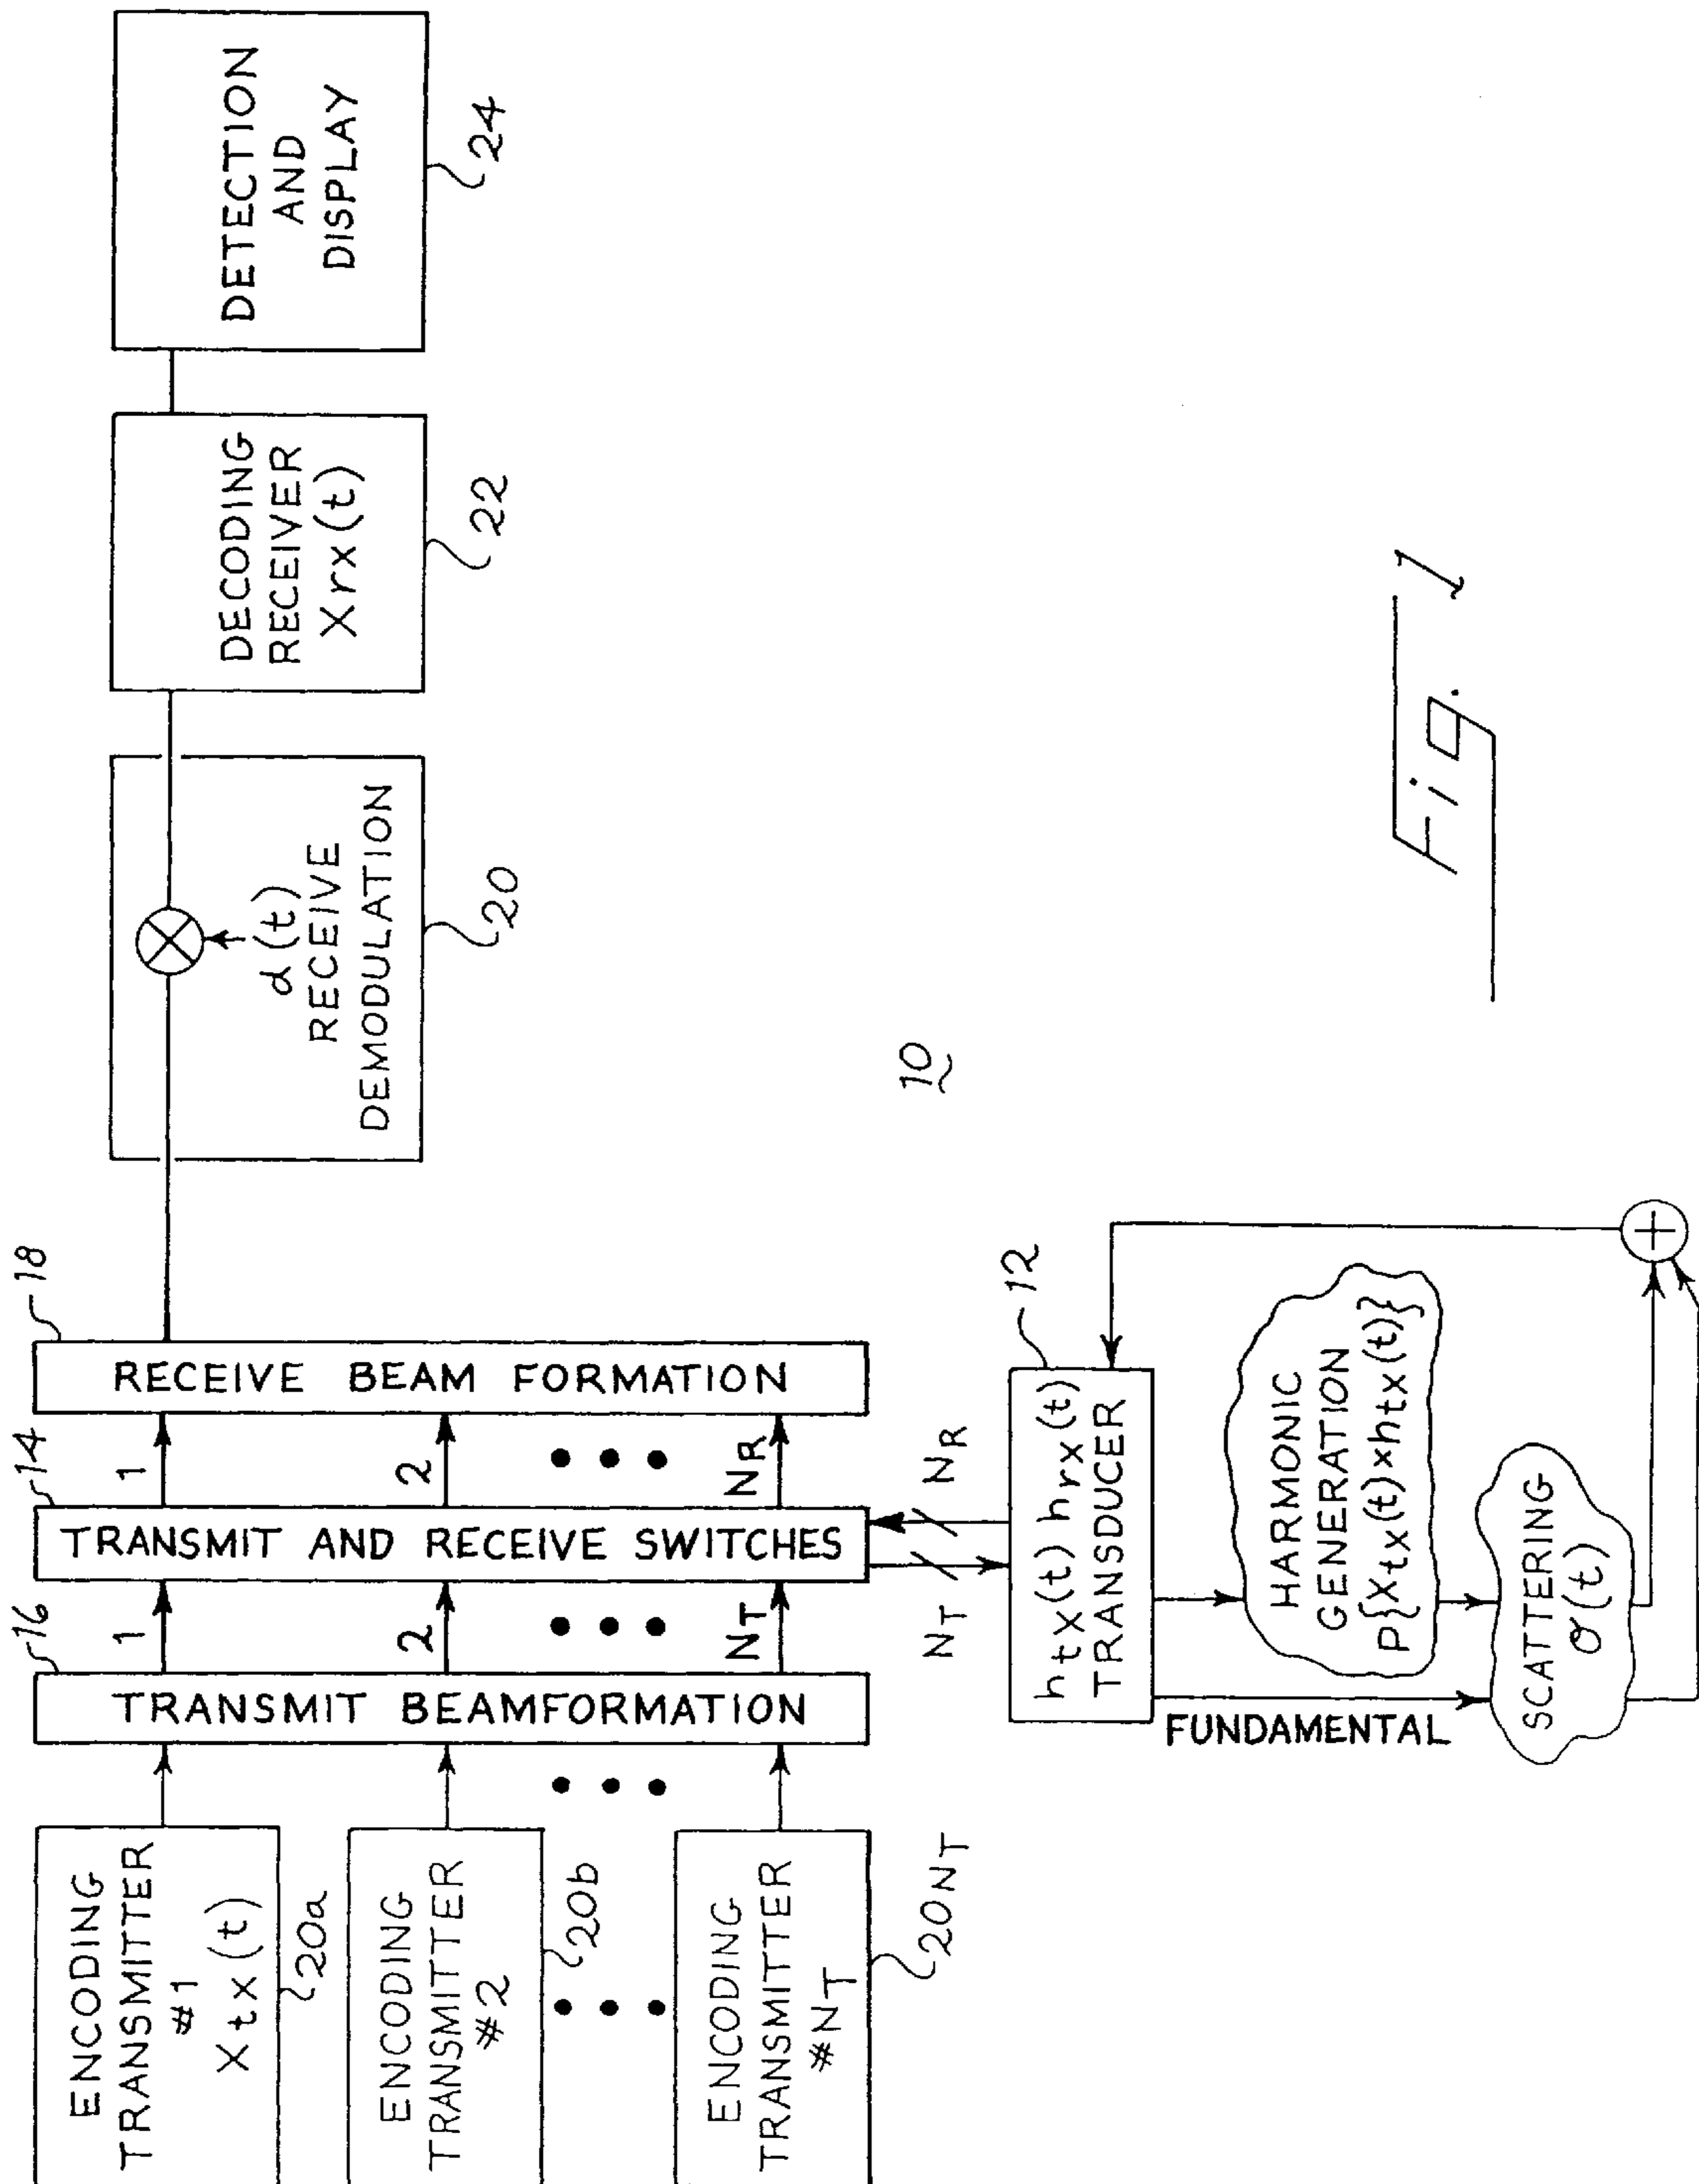 ENCODING
TRANSMITTER
#1
Xtx(t)
20a
ENCODING
TRANSMITTER
#2
20b
ENCODING
TRANSMITTER
#NT
20NT
16
TRANSMIT BEAMFORMATION
1
2
NT
14
TRANSMIT AND RECEIVE SWITCHES
1
2
NR
18
RECEIVE BEAM FORMATION
NT
NR
12
htx(t) hrx(t)
TRANSDUCER
FUNDAMENTAL
HARMONIC
GENERATION
P{Xtx(t)×htx(t)}
SCATTERING
σ(t)
+
10
d(t)
RECEIVE
DEMODULATION
20
DECODING
RECEIVER
Xrx(t)
22
DETECTION
AND
DISPLAY
24
Fig. 1